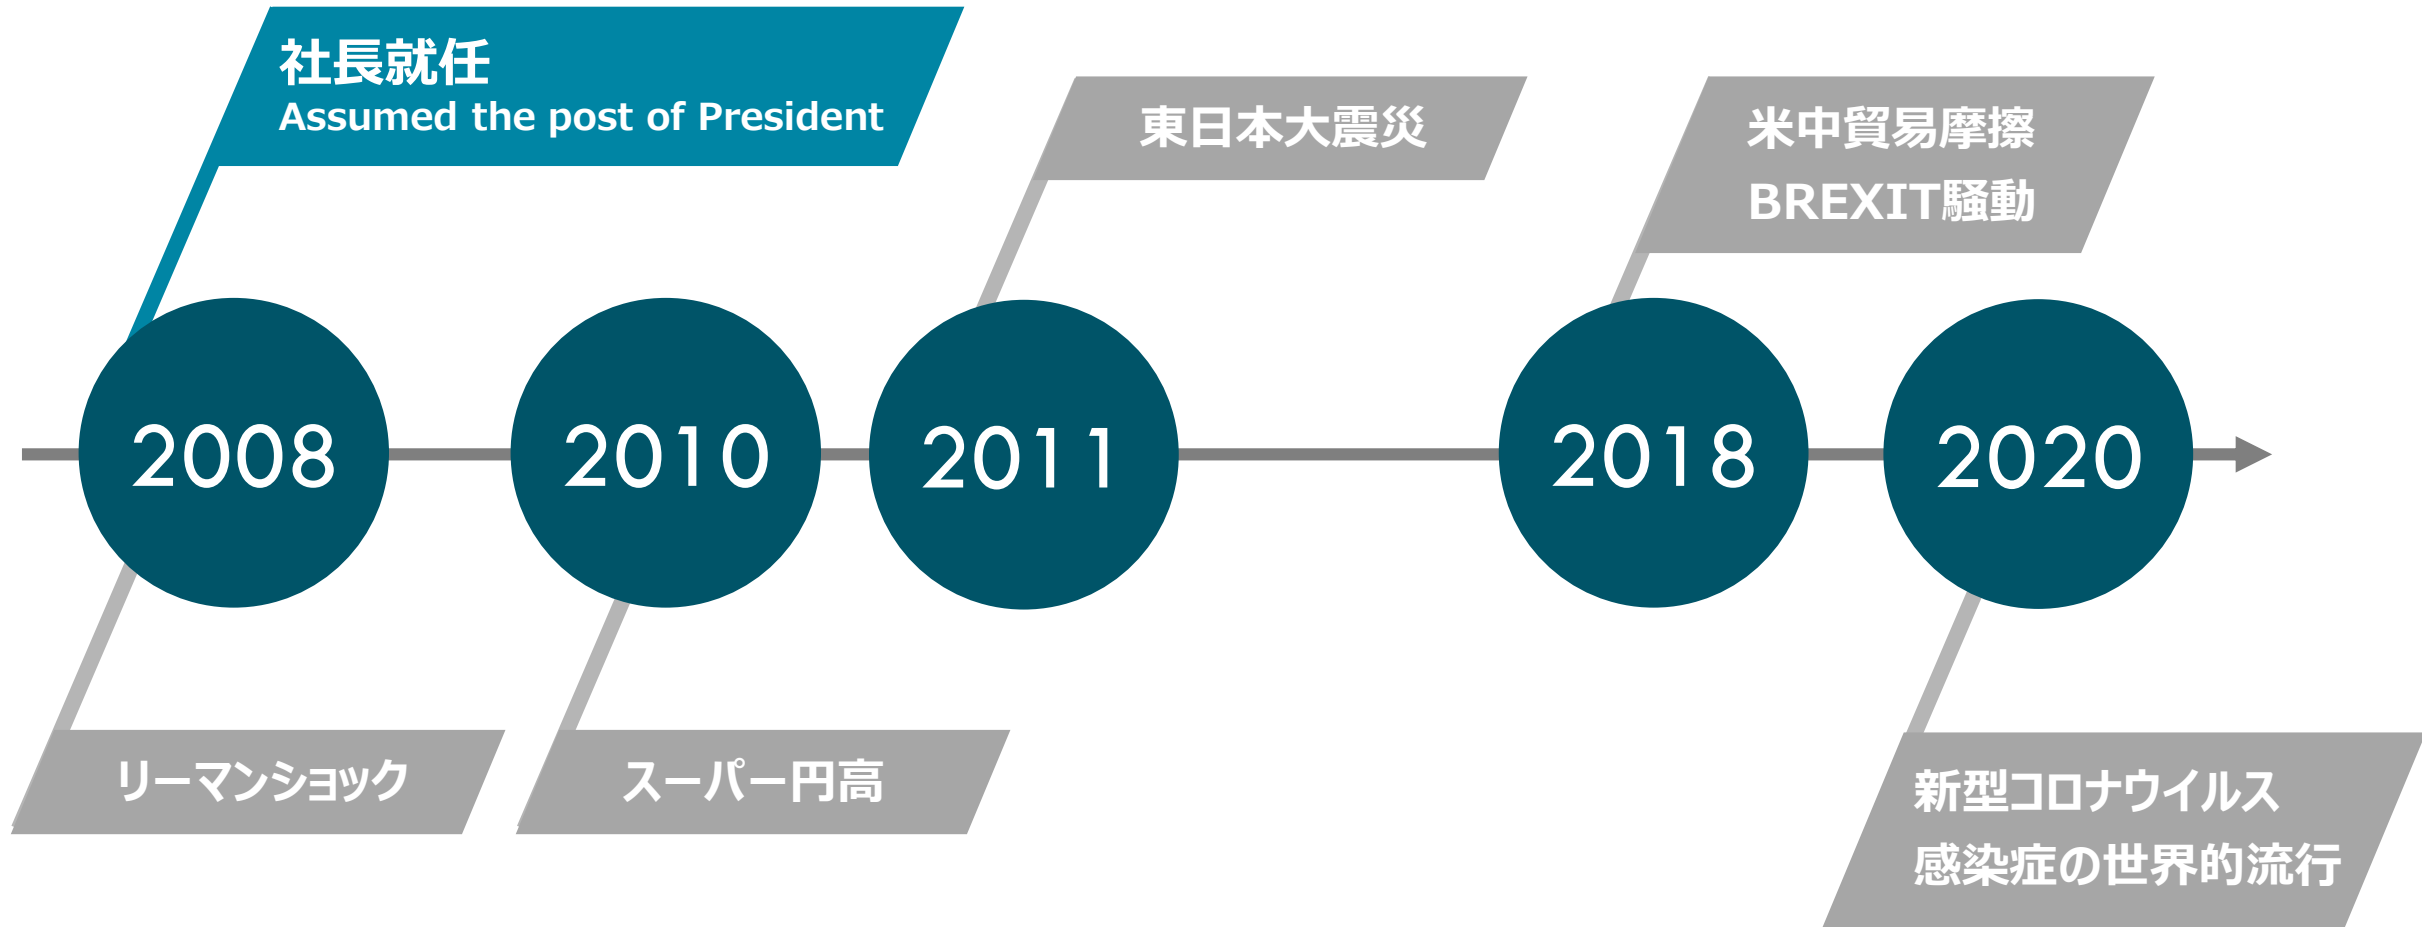 社長就任
Assumed the post of President
東日本大震災
米中貿易摩擦
BREXIT騒動
2008
2010
2011
2018
2020
リーマンショック
スーパー円高
新型コロナウイルス
感染症の世界的流行